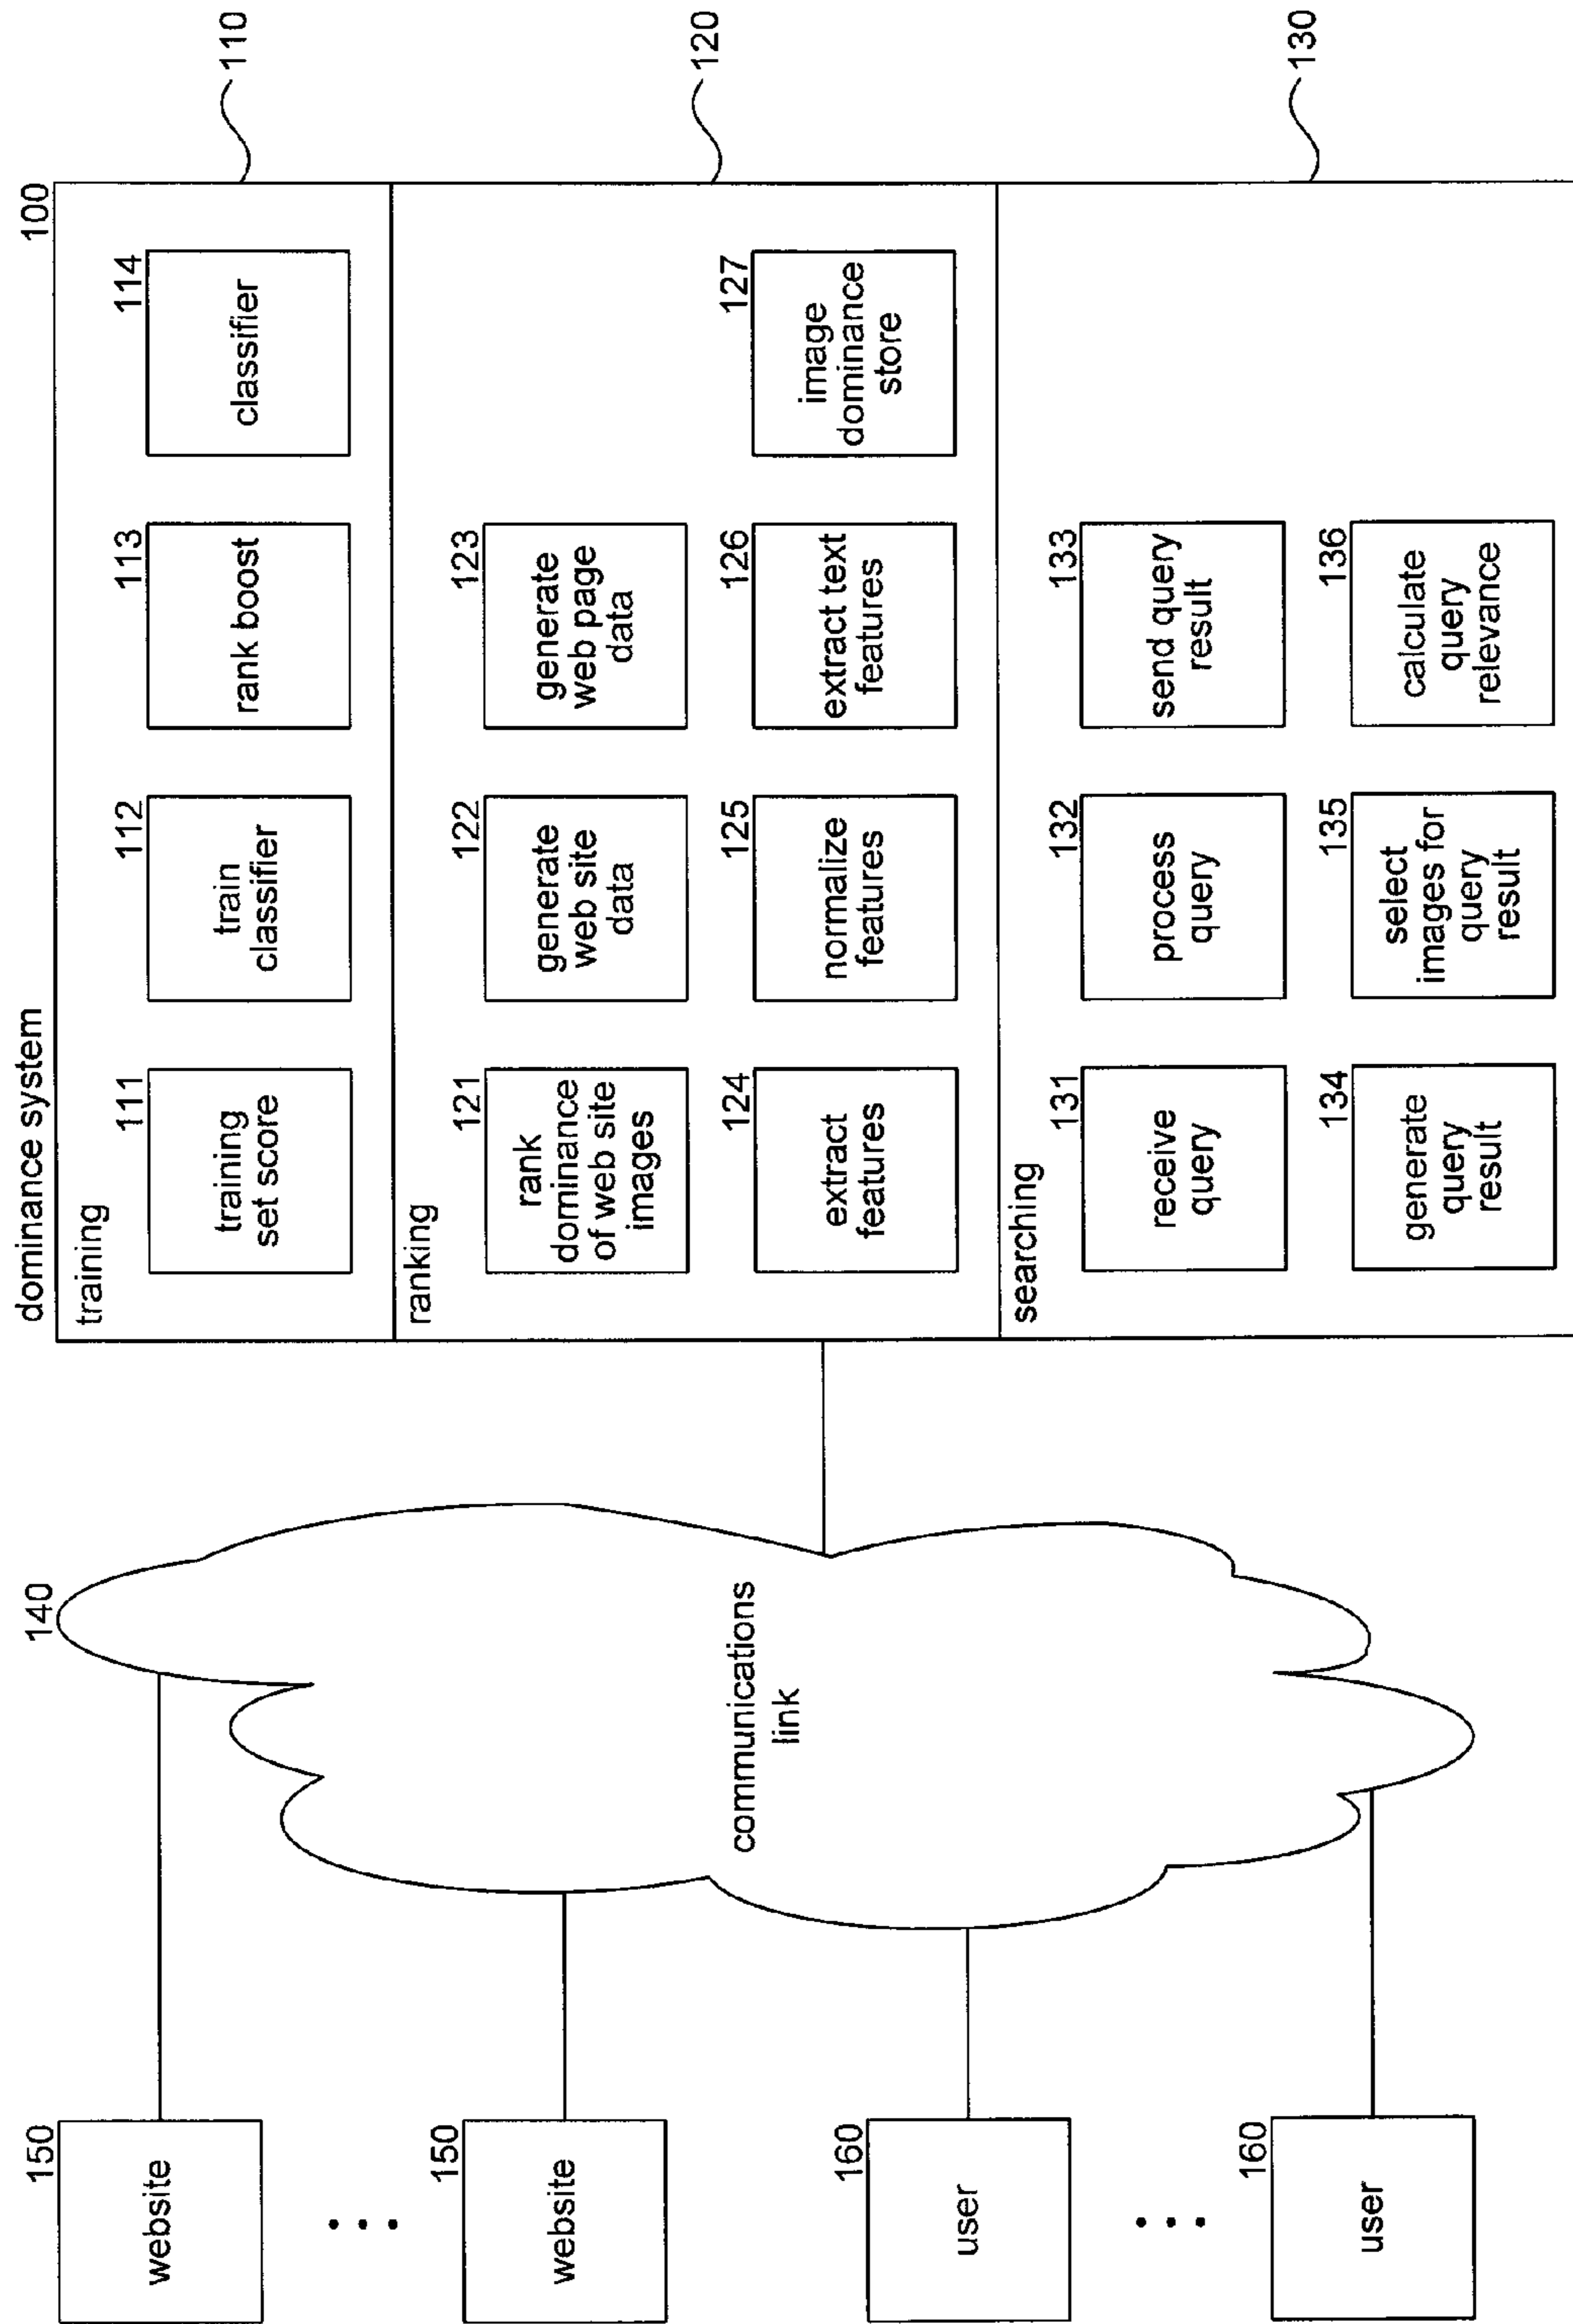 dominance system
100
training
111
training
set score
112
train
classifier
113
rank boost
114
classifier
110
ranking
121
rank
dominance
of web site
images
122
generate
web site
data
123
generate
web page
data
124
extract
features
125
normalize
features
126
extract text
features
127
image
dominance
store
120
searching
131
receive
query
132
process
query
133
send query
result
134
generate
query
result
135
select
images for
query
result
136
calculate
query
relevance
130
140
communications
link
150
website
150
website
160
user
160
user